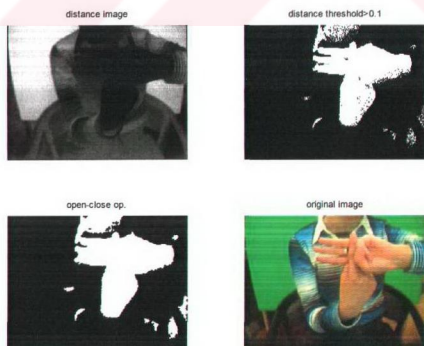 distance image
distance threshold>0.1
open-close op.
original image